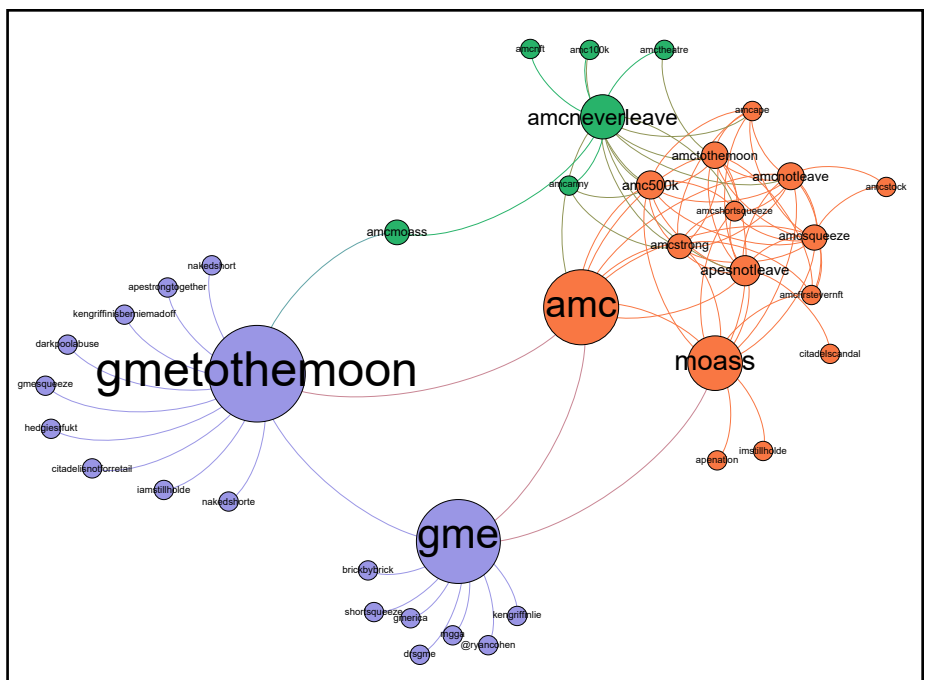 amcnft
amc100k
amctheatre
amcneverleave
amcape
amctothemoon
amcnotleave
amcstock
amcanny
amc500k
amcshortsqueeze
amcmoass
amcstrong
amcsqueeze
nakedshort
apesnotleave
apestrongtogether
amcfirstevernft
kengriffinisberniemadoff
amc
darkpoolabuse
citadelscandal
gmetothemoon
moass
gmesqueeze
hedgiesrfukt
imstillholde
apenation
citadelisnotforretail
iamstillholde
nakedshorte
gme
brickbybrick
shortsqueeze
gmerica
kengriffinlie
mgga
@ryancohen
drsgme